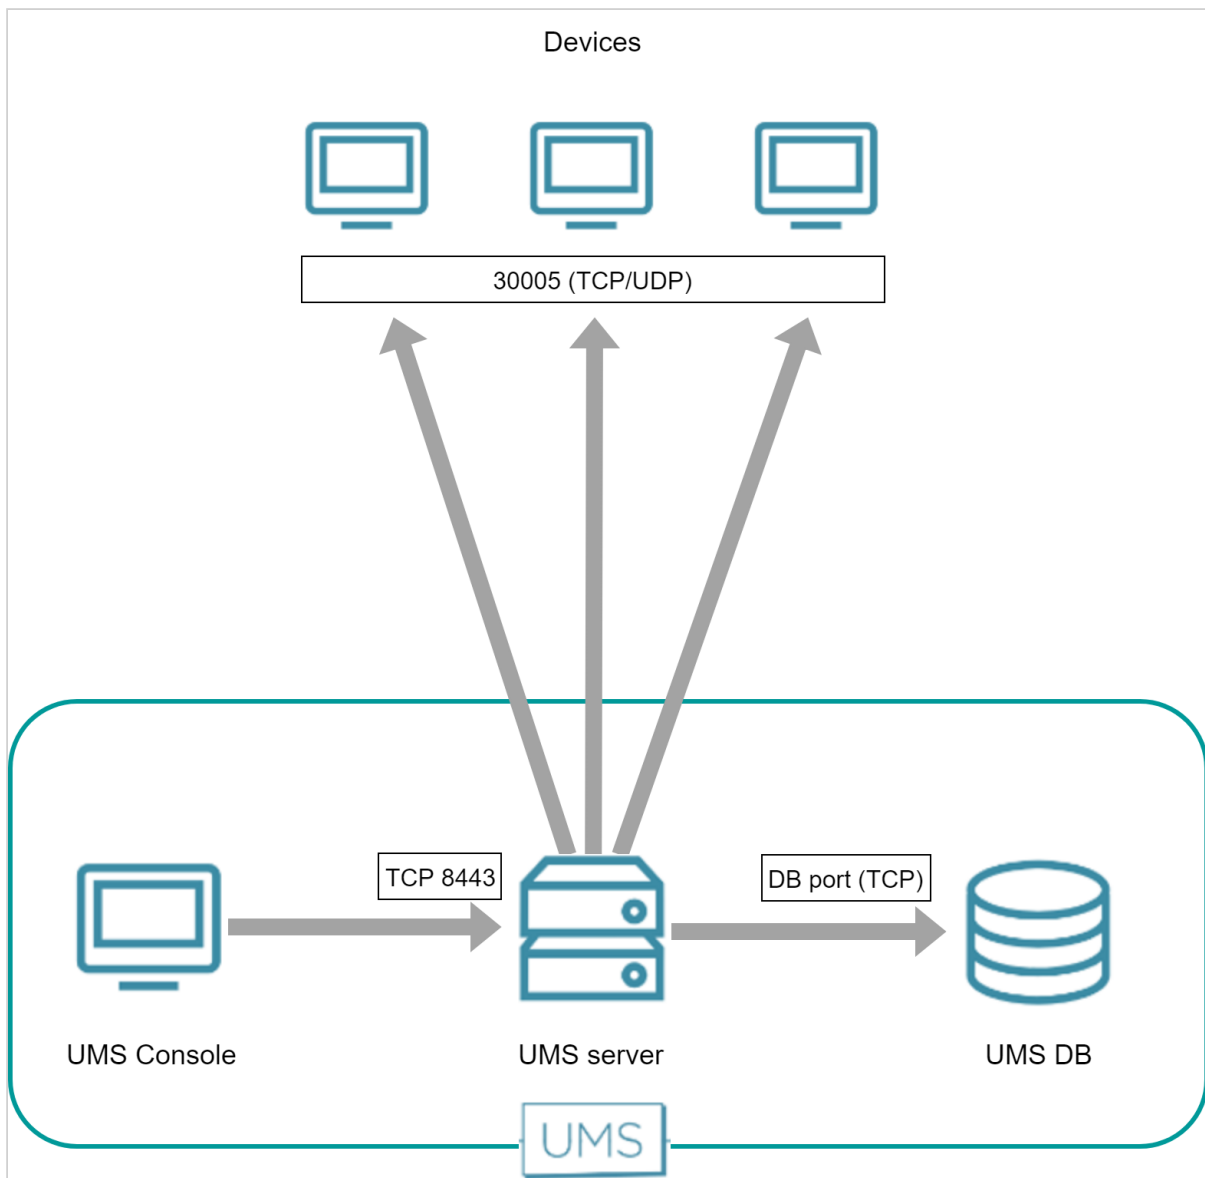 Devices
30005 (TCP/UDP)
TCP 8443
DB port (TCP)
UMS Console
UMS server
UMS DB
UMS